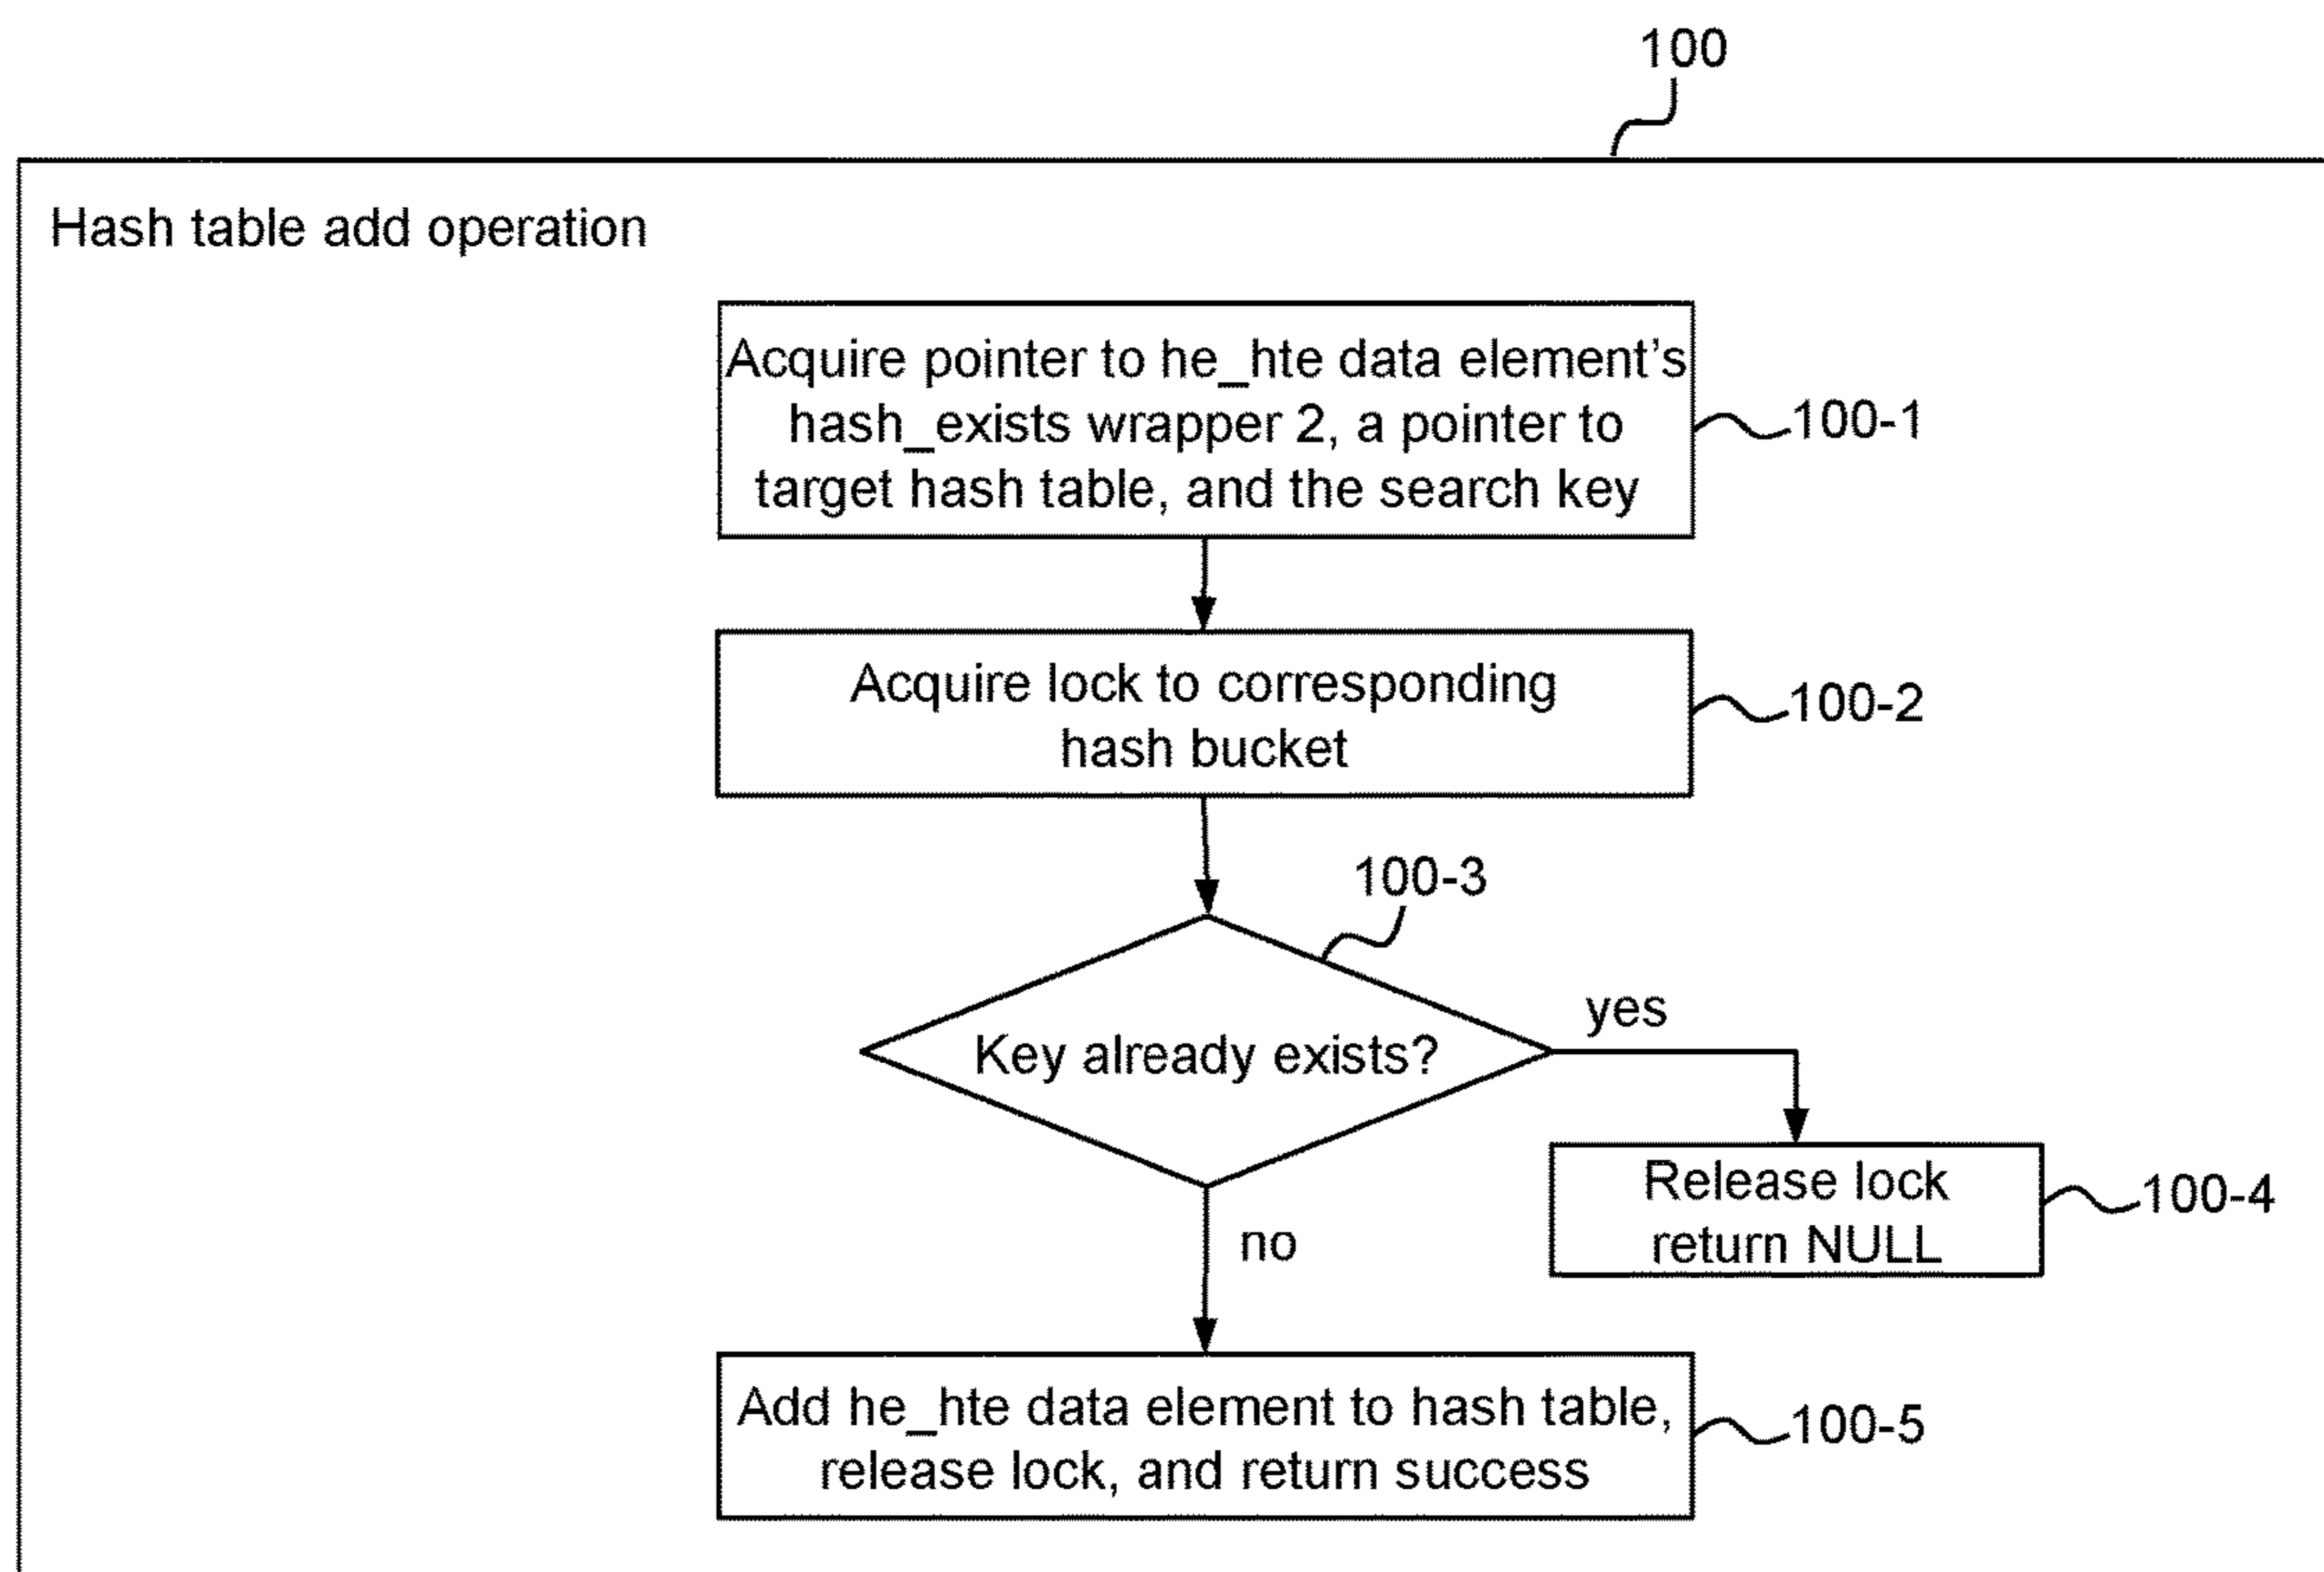 100
Hash table add operation
Acquire pointer to he_hte data element's
hash_exists wrapper 2, a pointer to
target hash table, and the search key
100-1
Acquire lock to corresponding
hash bucket
100-2
100-3
Key already exists?
yes
Release lock
return NULL
100-4
no
Add he_hte data element to hash table,
release lock, and return success
100-5